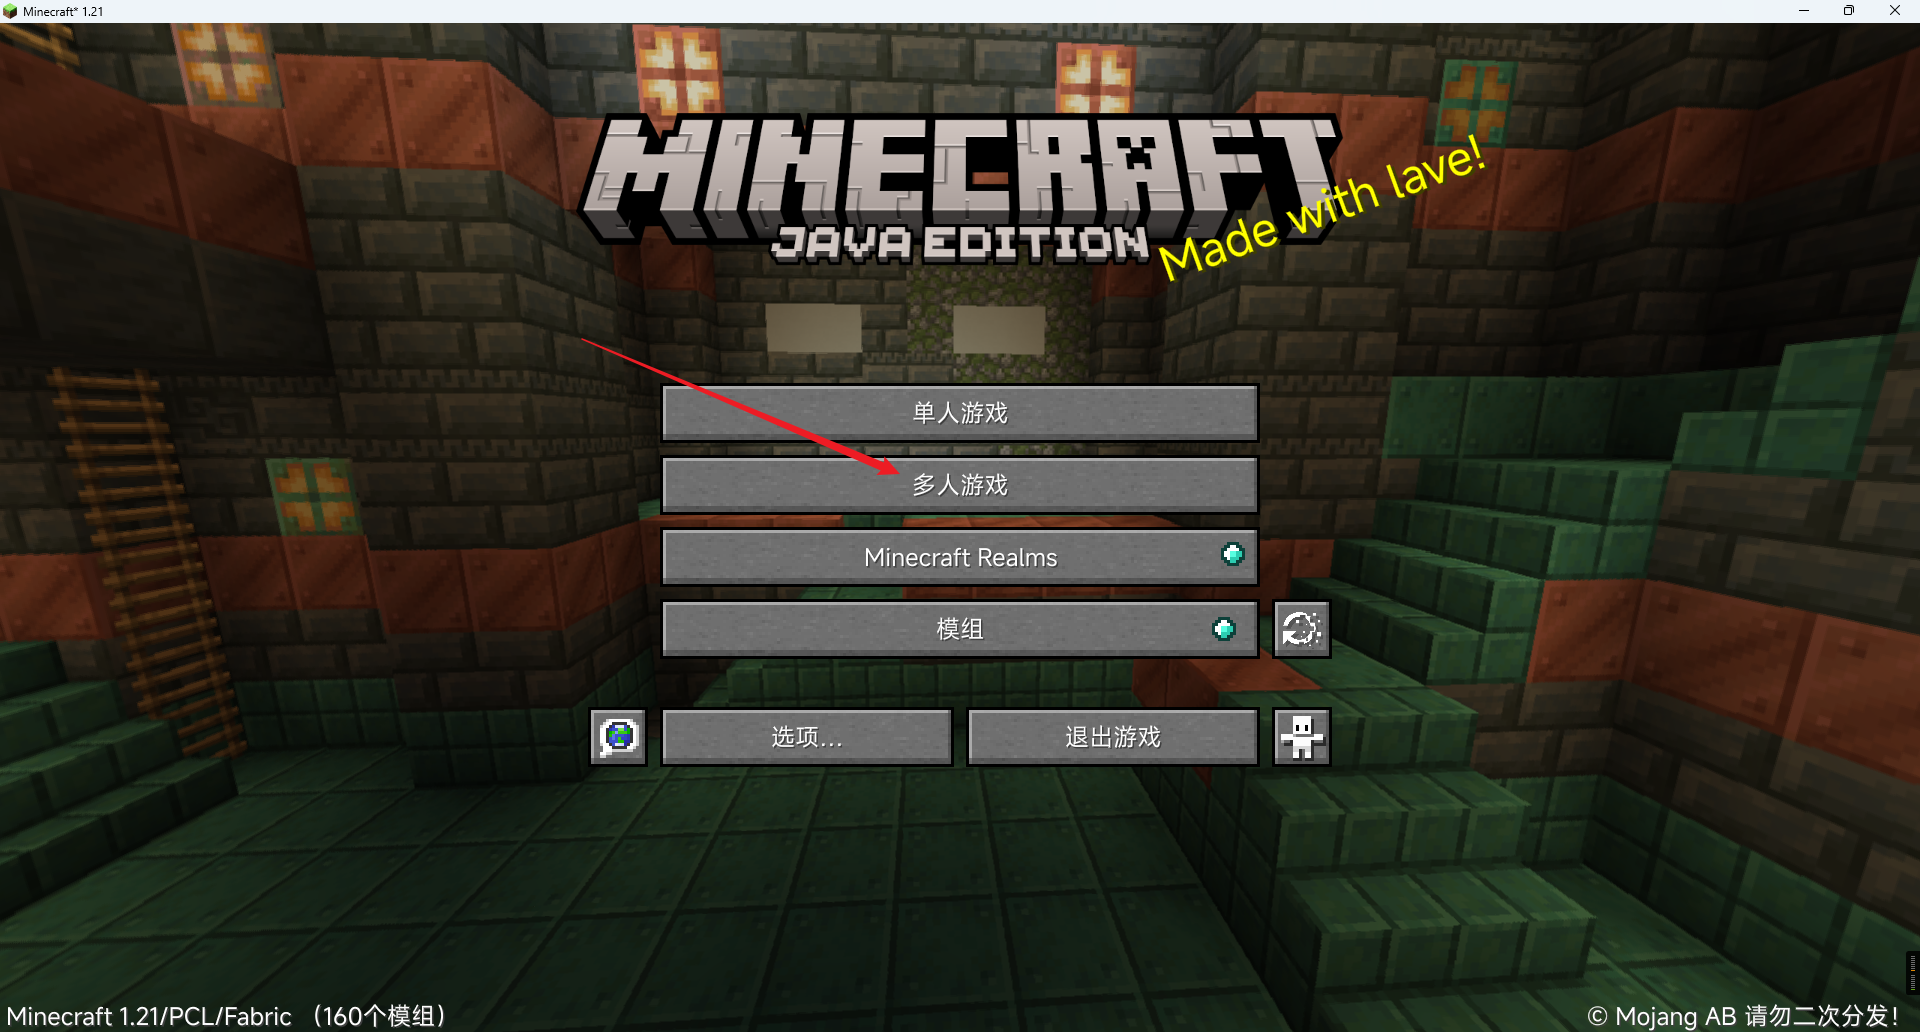 Minecraft* 1.21
MINECRAFT
JAVA EDITION
Made with lave!
单人游戏
多人游戏
Minecraft Realms
模组
选项...
退出游戏
Minecraft 1.21/PCL/Fabric （160个模组）
© Mojang AB 请勿二次分发！